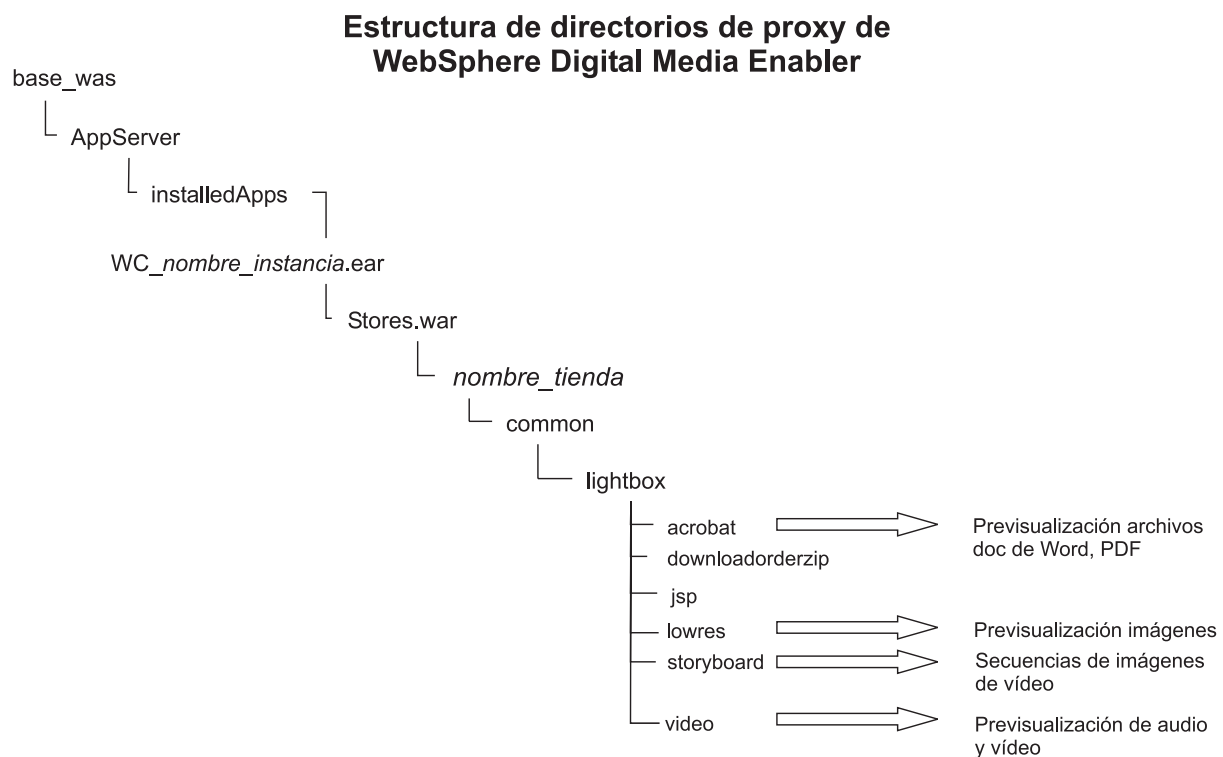 Estructura de directorios de proxy de
WebSphere Digital Media Enabler
base_was
AppServer
installedApps
WC_nombre_instancia.ear
Stores.war
nombre_tienda
common
lightbox
acrobat
Previsualización archivos
doc de Word, PDF
downloadorderzip
jsp
lowres
Previsualización imágenes
storyboard
Secuencias de imágenes
de vídeo
video
Previsualización de audio
y vídeo